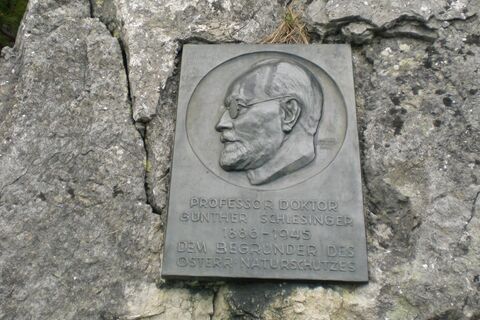 PROFESSOR DOKTOR
GÜNTHER SCHLESINGER
1886-1945
DEM BEGRÜNDER DES
ÖSTERR. NATURSCHUTZES